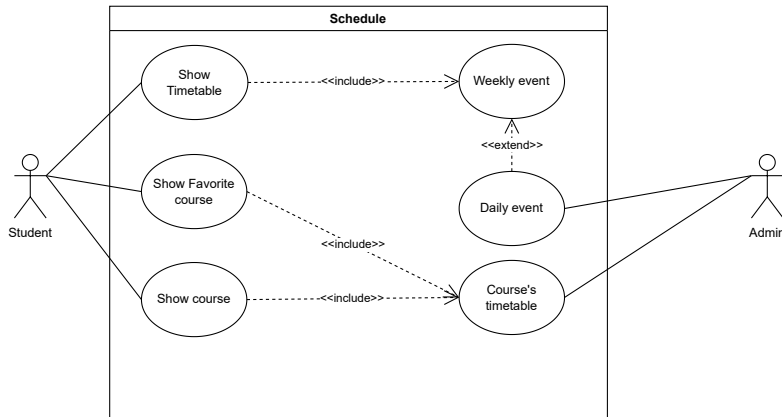 Schedule
Show
Timetable
<<include>>
Weekly event
<<extend>>
Show Favorite
course
Daily event
Student
Admin
<<include>>
Show course
<<include>>
Course's
timetable